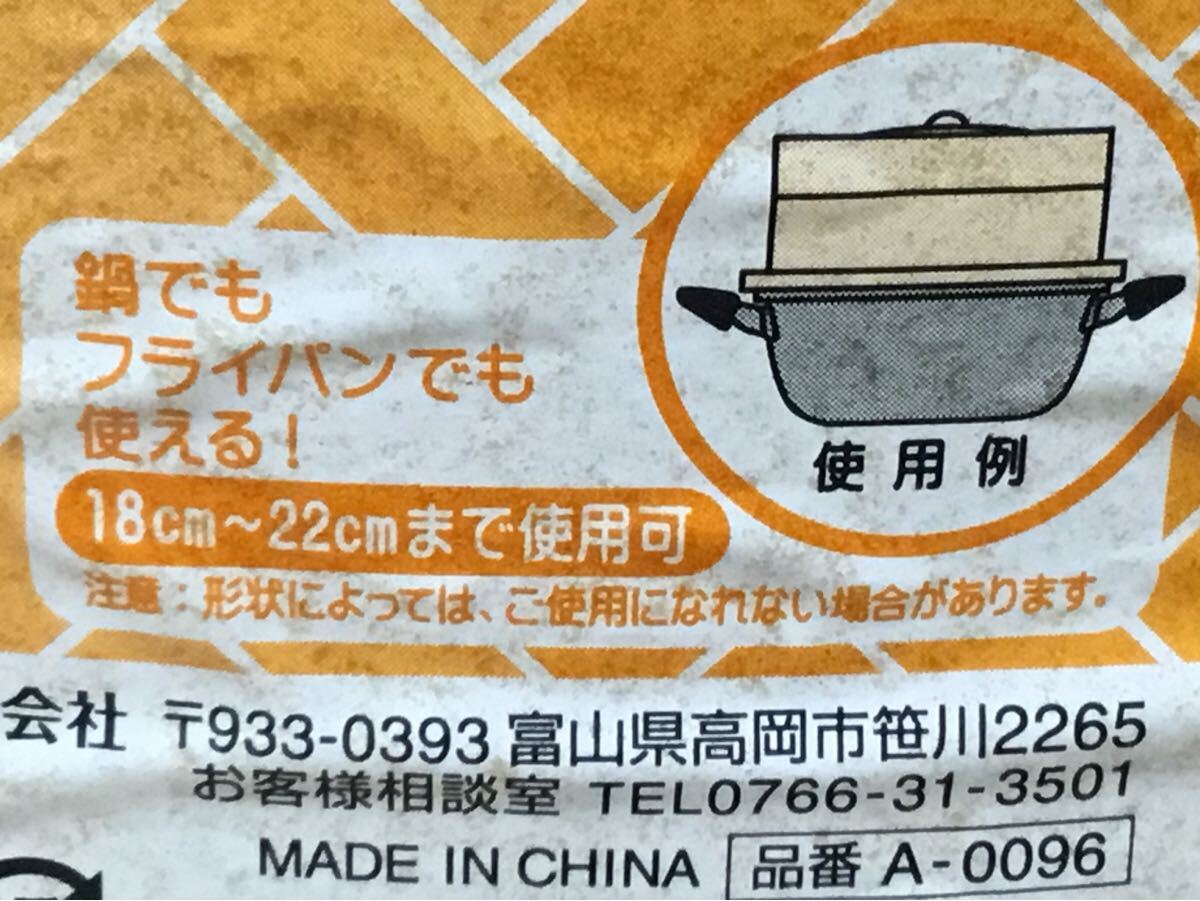 鍋でも
フライパンでも
使える!
18cm~22cmまで使用可
注意:形状によっては、ご使用になれない場合があります。
使用例
会社 〒933-0393 富山県高岡市笹川2265
お客様相談室 TEL0766-31-3501
MADE IN CHINA 品番 A-0096